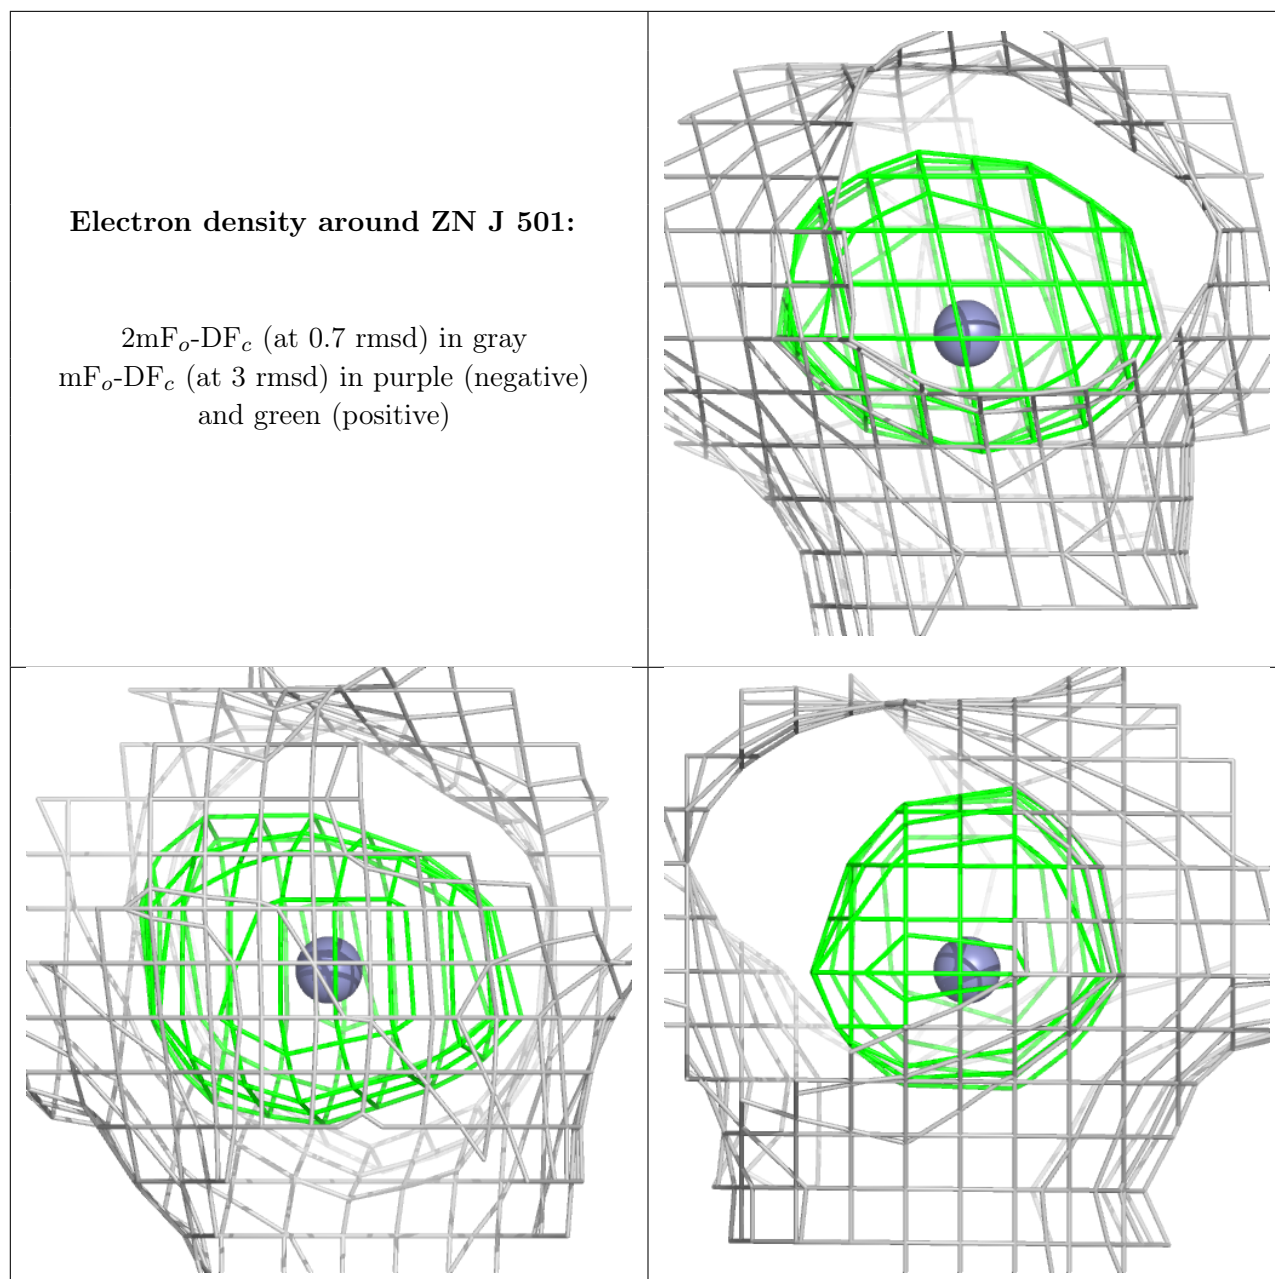 Electron density around ZN J 501:
2mFo-DFc (at 0.7 rmsd) in gray
mFo-DFc (at 3 rmsd) in purple (negative)
and green (positive)